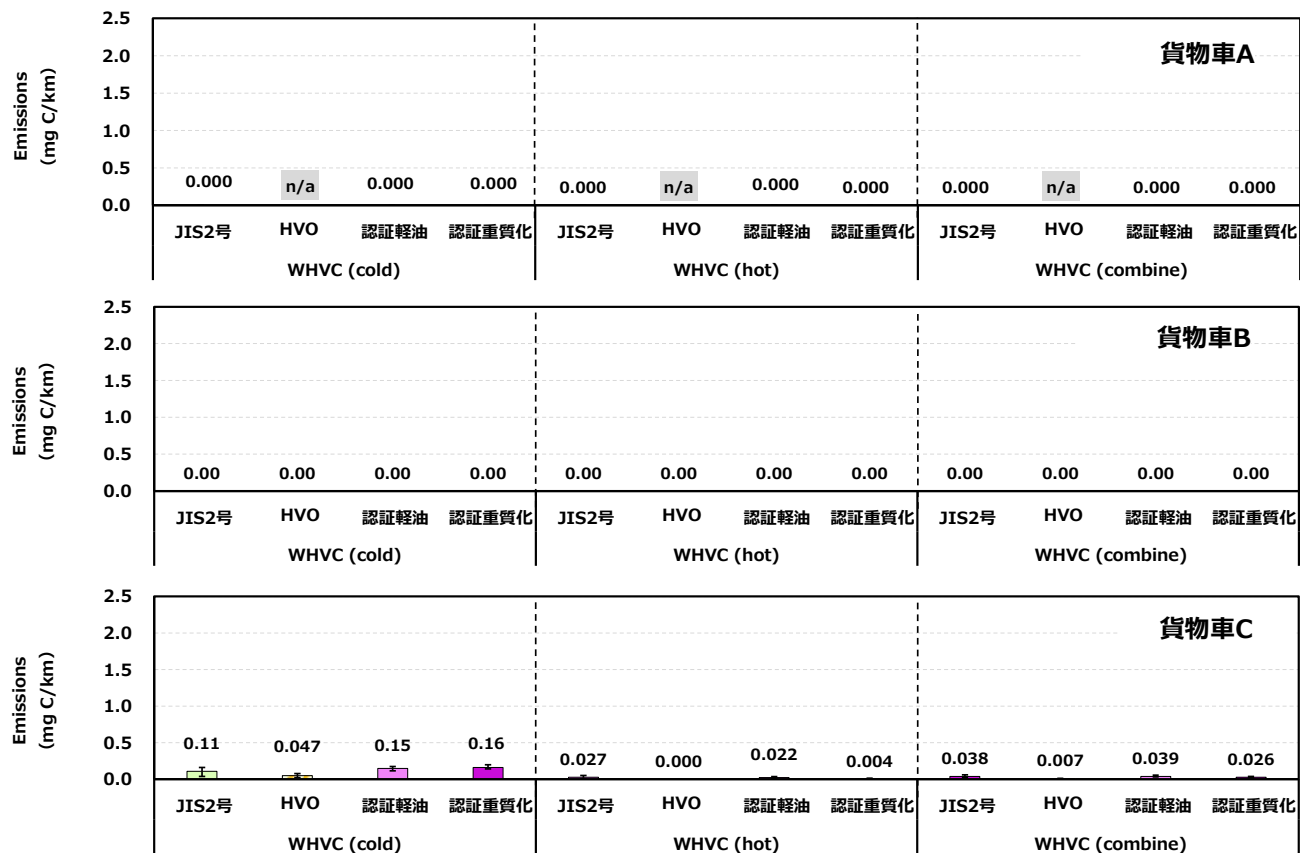 貨物車A
Emissions
(mg C/km)
2.5
2.0
1.5
1.0
0.5
0.0
0.000 n/a 0.000 0.000 0.000 n/a 0.000 0.000 0.000 n/a 0.000 0.000
JIS2号 HVO 認証軽油 認証重質化 JIS2号 HVO 認証軽油 認証重質化 JIS2号 HVO 認証軽油 認証重質化
WHVC (cold) WHVC (hot) WHVC (combine)
貨物車B
Emissions
(mg C/km)
2.5
2.0
1.5
1.0
0.5
0.0
0.00 0.00 0.00 0.00 0.00 0.00 0.00 0.00 0.00 0.00 0.00 0.00
JIS2号 HVO 認証軽油 認証重質化 JIS2号 HVO 認証軽油 認証重質化 JIS2号 HVO 認証軽油 認証重質化
WHVC (cold) WHVC (hot) WHVC (combine)
貨物車C
Emissions
(mg C/km)
2.5
2.0
1.5
1.0
0.5
0.0
0.11 0.047 0.15 0.16 0.027 0.000 0.022 0.004 0.038 0.007 0.039 0.026
JIS2号 HVO 認証軽油 認証重質化 JIS2号 HVO 認証軽油 認証重質化 JIS2号 HVO 認証軽油 認証重質化
WHVC (cold) WHVC (hot) WHVC (combine)